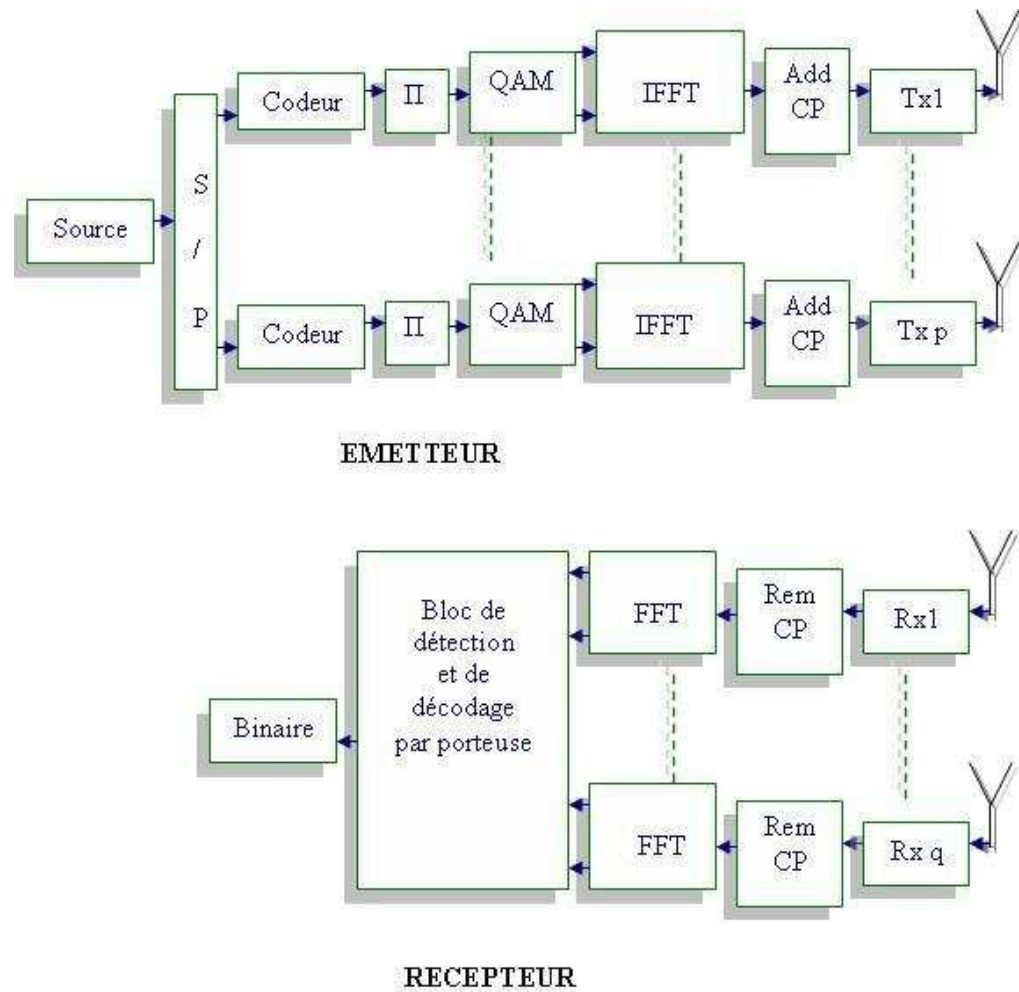 Source
S
/
P
Codeur
Π
QAM
IFFT
Add
CP
Tx1
Codeur
Π
QAM
IFFT
Add
CP
Tx p
EMETTEUR
Binaire
Bloc de
détection
et de
décodage
par porteuse
FFT
Rem
CP
Rx1
FFT
Rem
CP
Rx q
RECEPTEUR